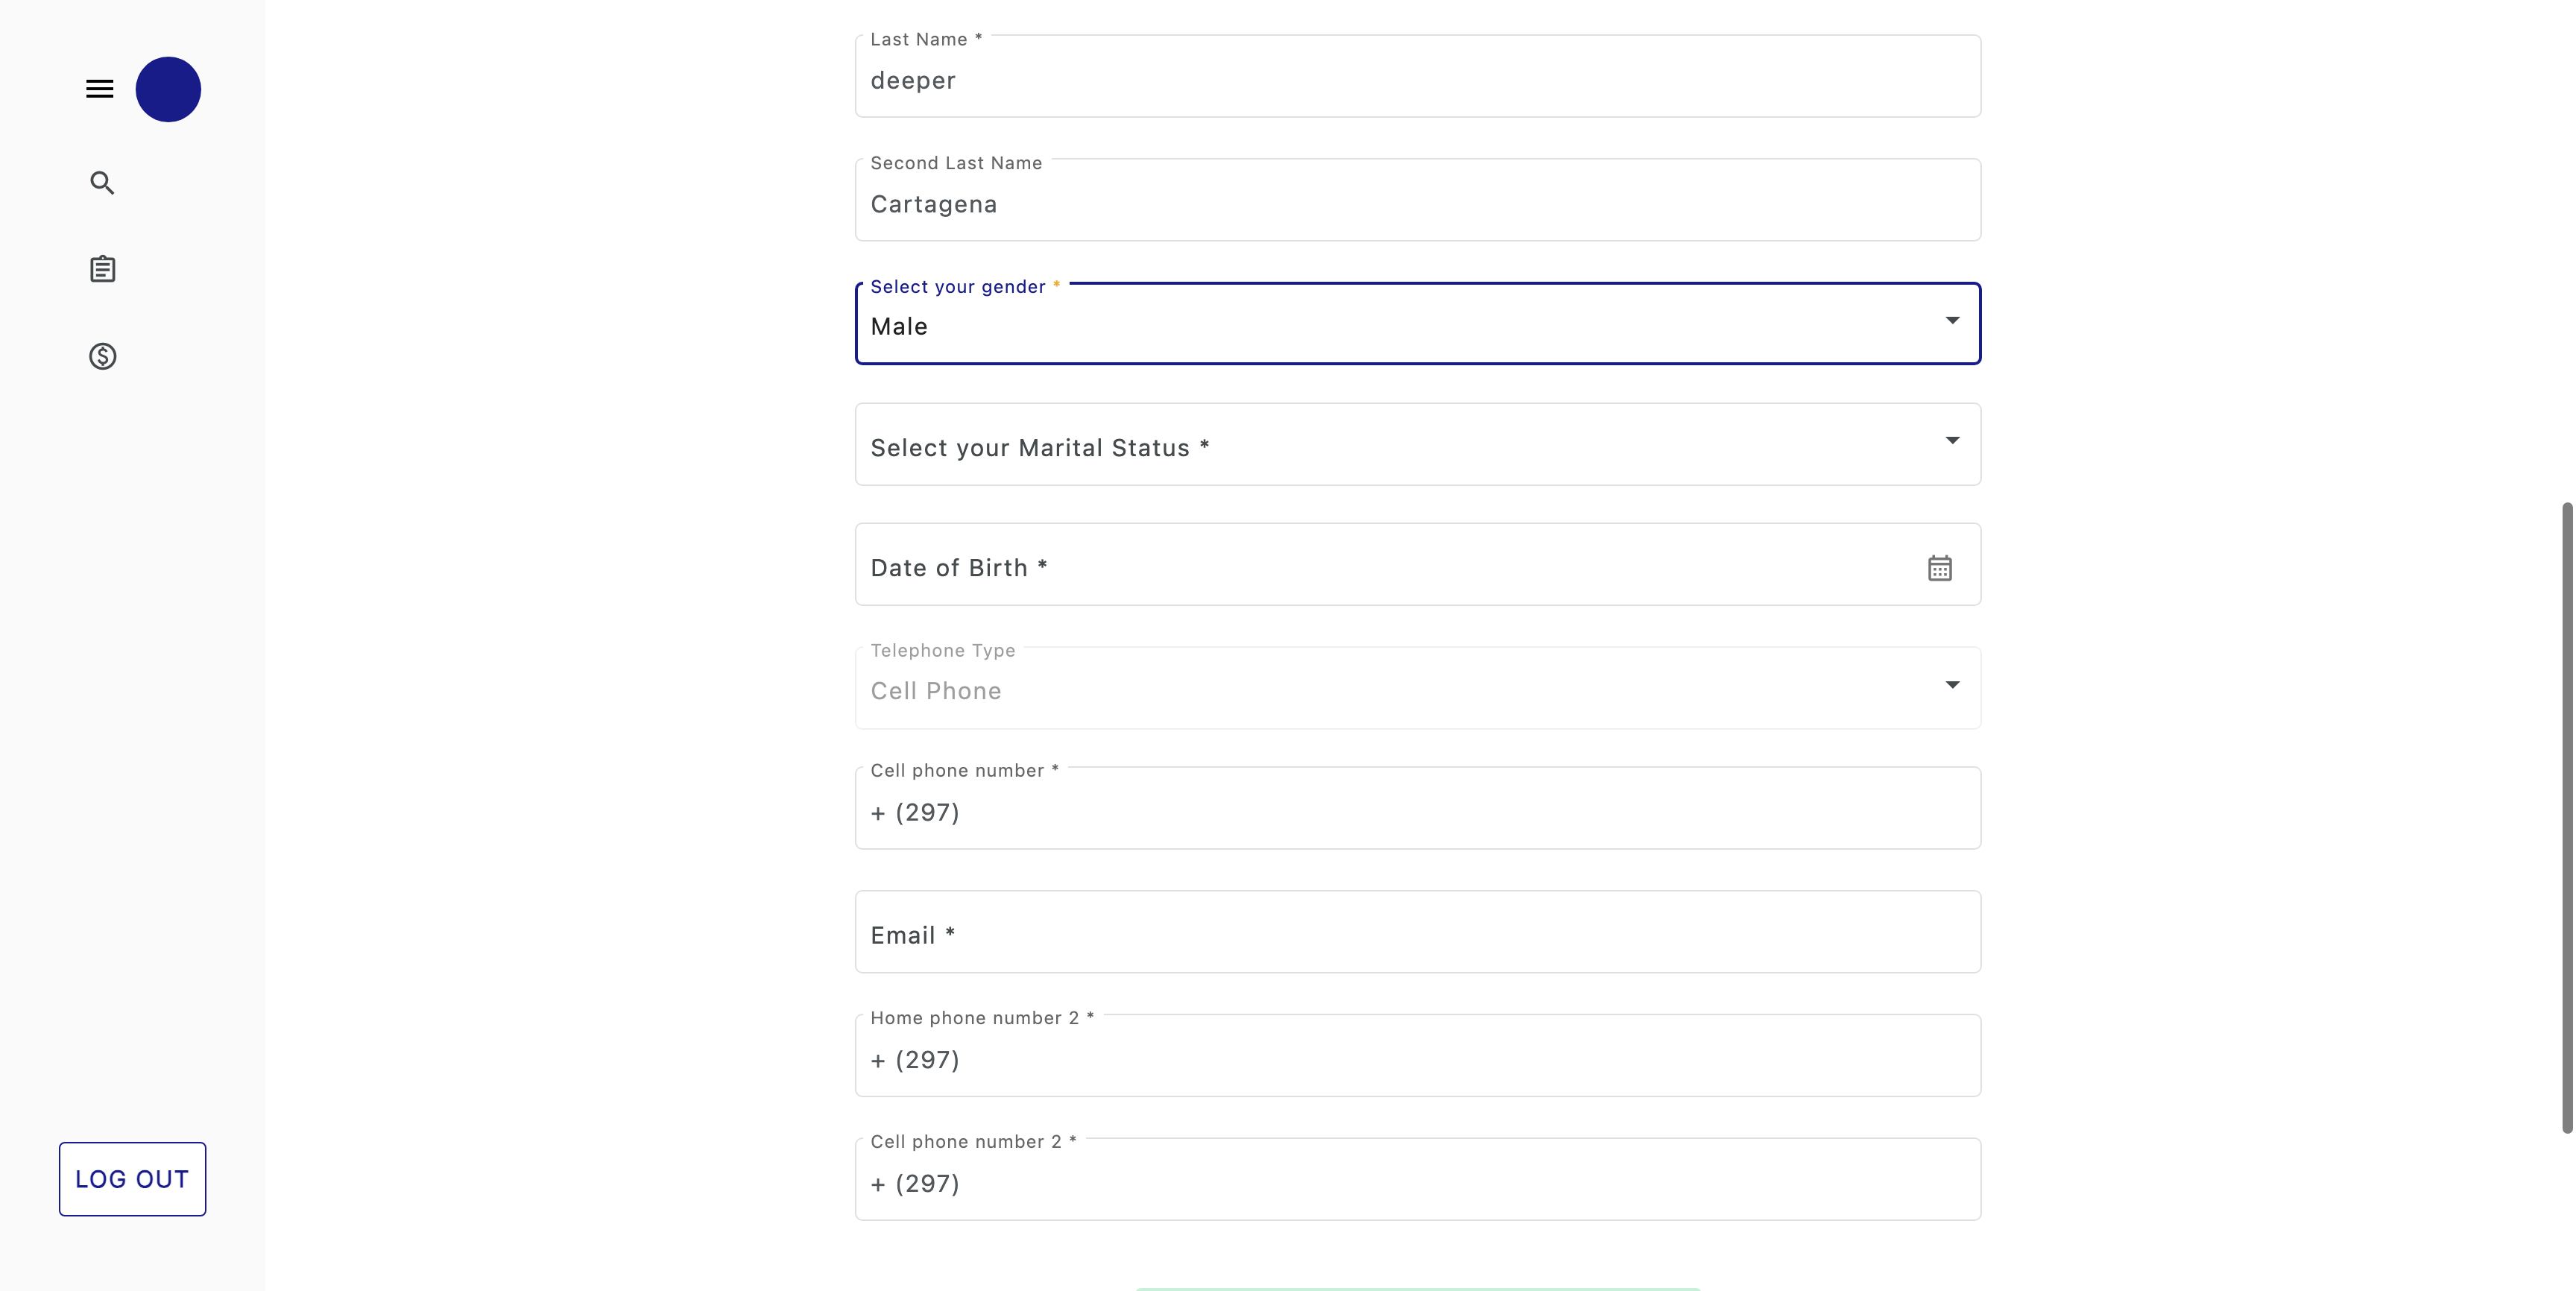 Last Name *
deeper
Second Last Name
Cartagena
Select your gender *
Male
Select your Marital Status *
Date of Birth *
Telephone Type
Cell Phone
Cell phone number *
+ (297)
Email *
Home phone number 2 *
+ (297)
Cell phone number 2 *
+ (297)
LOG OUT